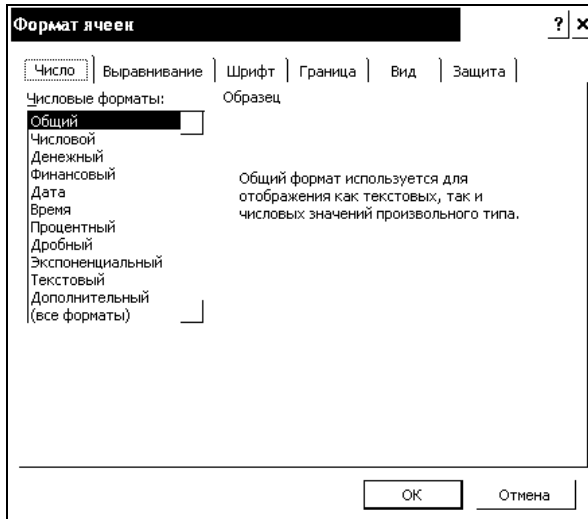 Формат ячеек
? ×
Число Выравнивание Шрифт Граница Вид Защита
Числовые форматы:
Образец
Общий
Числовой
Денежный
Финансовый
Дата
Время
Процентный
Дробный
Экспоненциальный
Текстовый
Дополнительный
(все форматы)
Общий формат используется для
отображения как текстовых, так и
числовых значений произвольного типа.
ОК Отмена